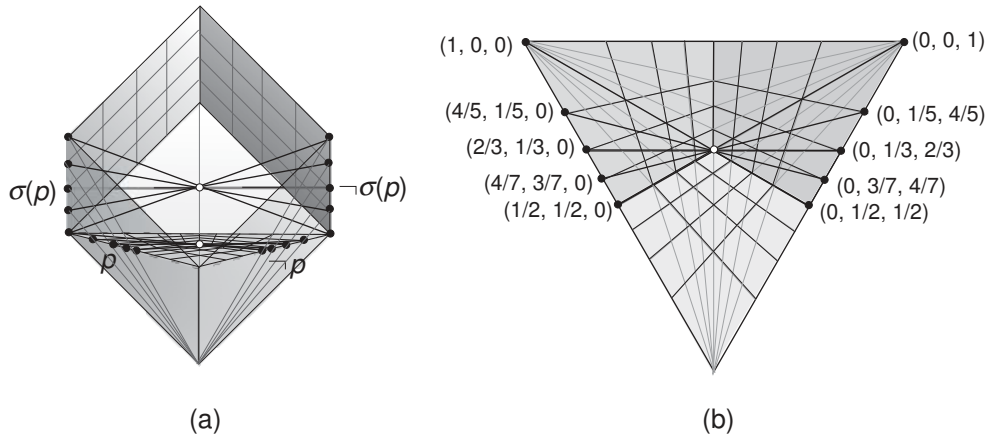 σ(p)
¬σ(p)
p
¬p
(a)
(1, 0, 0)
(0, 0, 1)
(4/5, 1/5, 0)
(0, 1/5, 4/5)
(2/3, 1/3, 0)
(0, 1/3, 2/3)
(4/7, 3/7, 0)
(0, 3/7, 4/7)
(1/2, 1/2, 0)
(0, 1/2, 1/2)
(b)